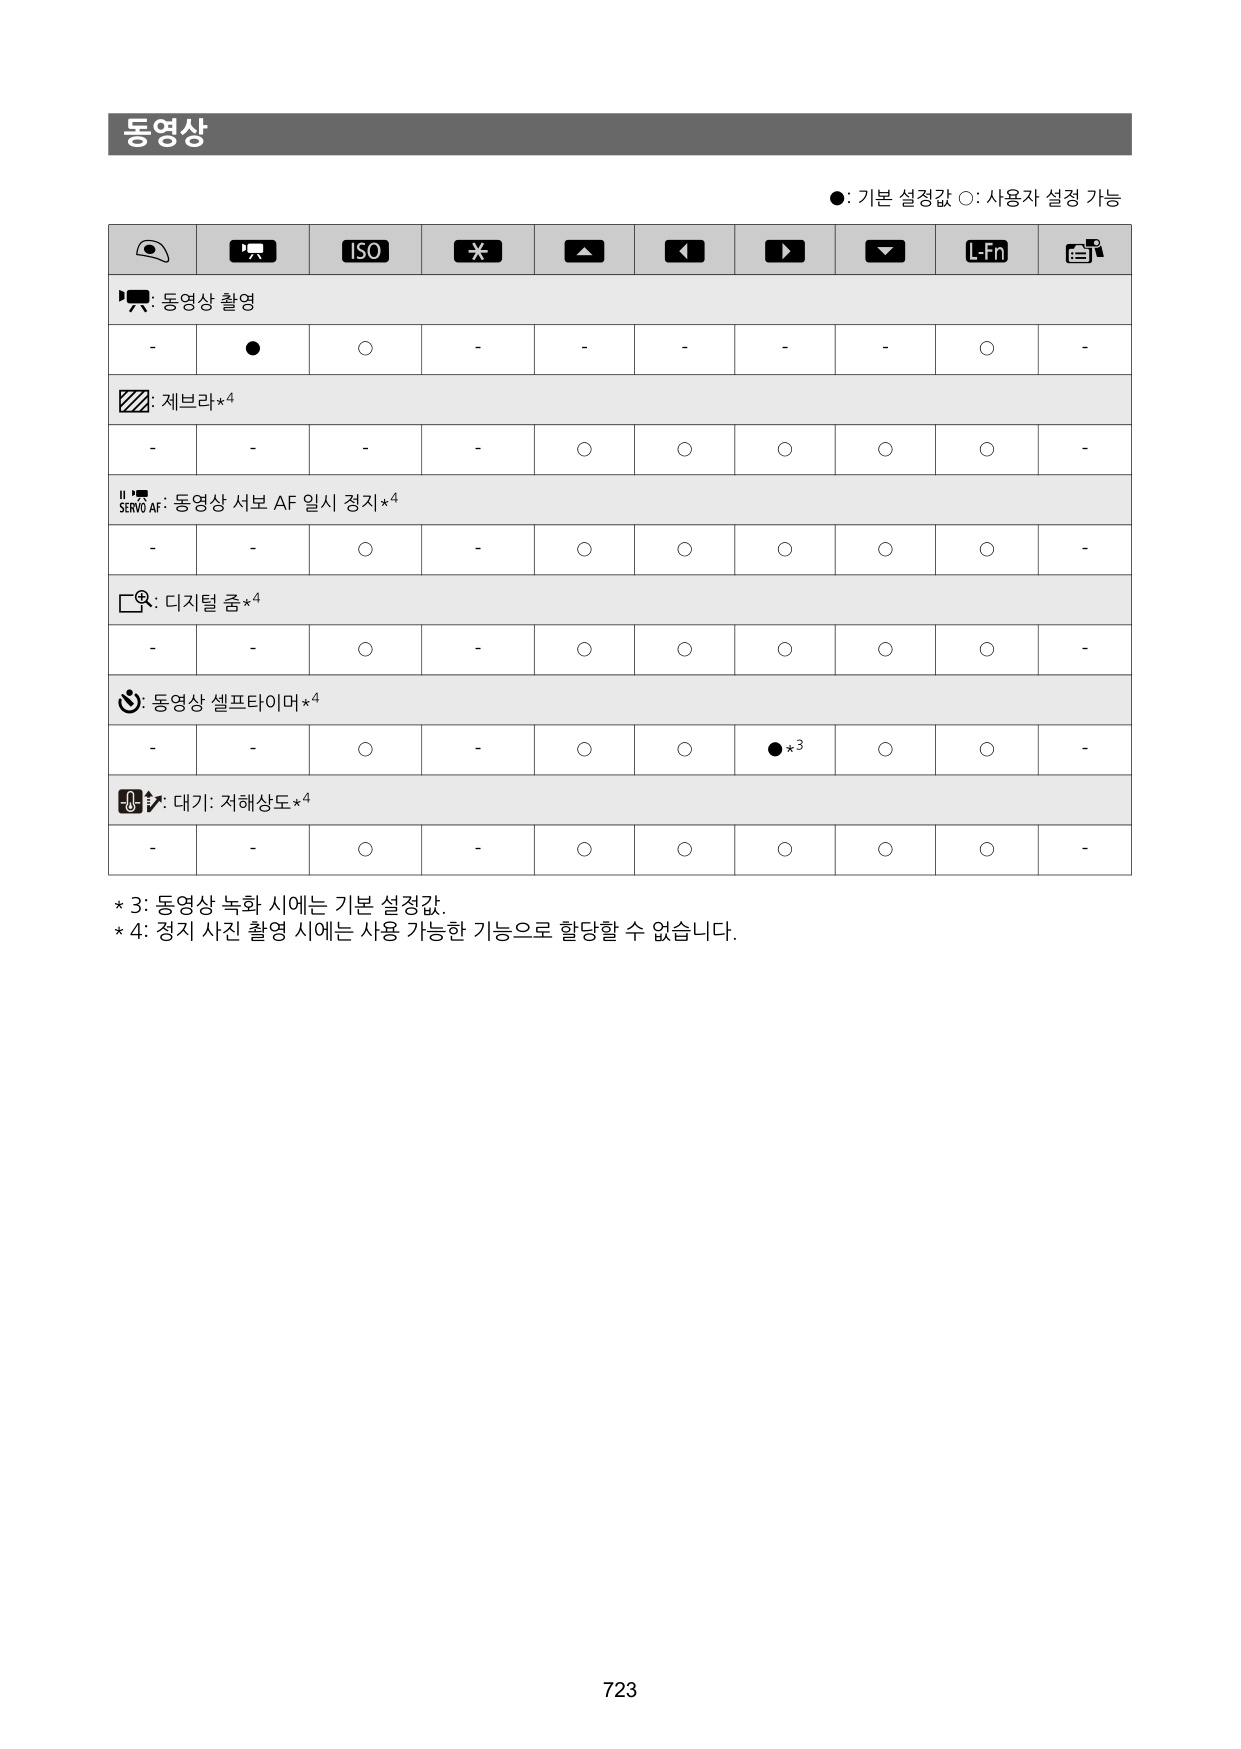 동영상
●: 기본 설정값 ○: 사용자 설정 가능
ISO L-Fn
: 동영상 촬영
- ● ○ - - - - - ○ -
: 제브라*4
- - - - ○ ○ ○ ○ ○ -
SERVO AF: 동영상 서보 AF 일시 정지*4
- - ○ - ○ ○ ○ ○ ○ -
: 디지털 줌*4
- - ○ - ○ ○ ○ ○ ○ -
: 동영상 셀프타이머*4
- - ○ - ○ ○ ●*3 ○ ○ -
: 대기: 저해상도*4
- - ○ - ○ ○ ○ ○ ○ -
* 3: 동영상 녹화 시에는 기본 설정값.
* 4: 정지 사진 촬영 시에는 사용 가능한 기능으로 할당할 수 없습니다.
723